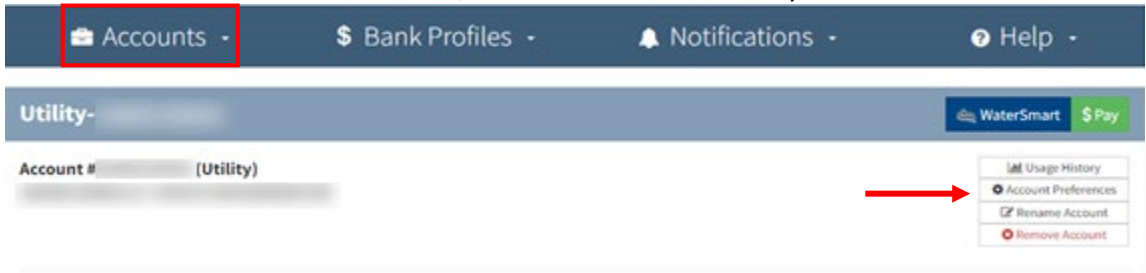 Accounts
$ Bank Profiles
Notifications
Help
Utility-
WaterSmart
$ Pay
Account # (Utility)
Usage History
Account Preferences
Rename Account
Remove Account